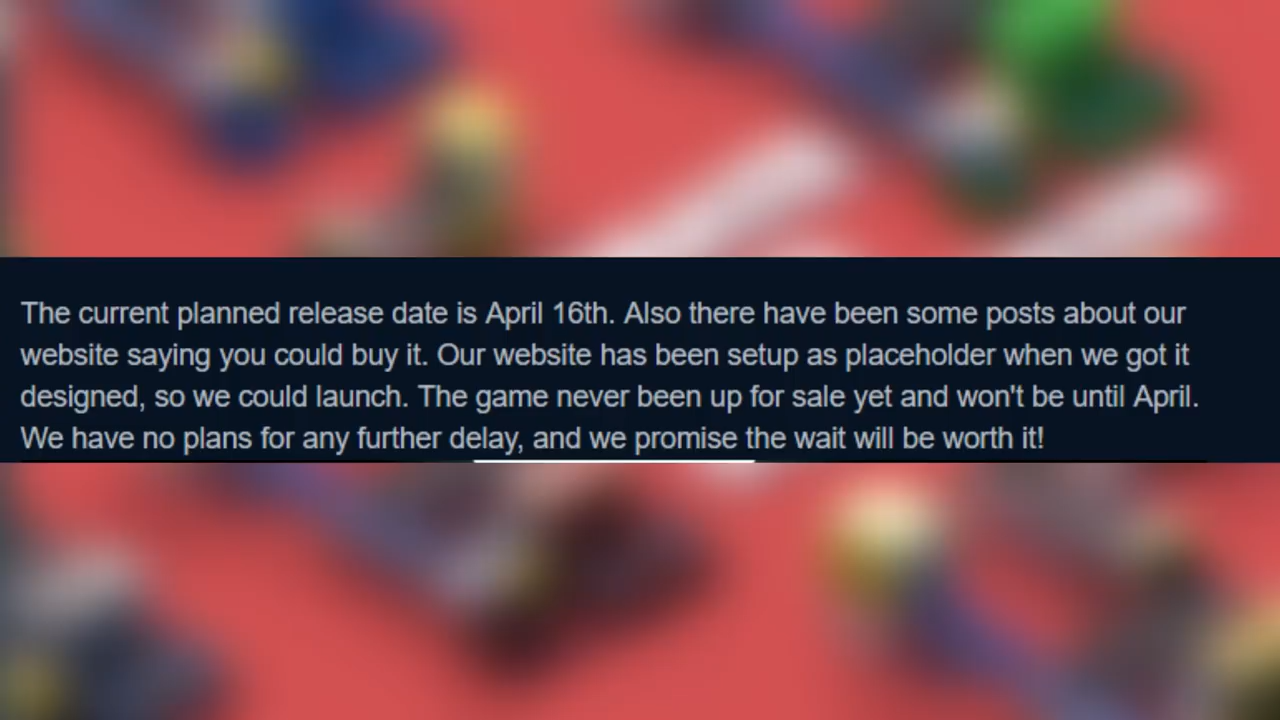 The current planned release date is April 16th. Also there have been some posts about our
website saying you could buy it. Our website has been setup as placeholder when we got it
designed, so we could launch. The game never been up for sale yet and won't be until April.
We have no plans for any further delay, and we promise the wait will be worth it!